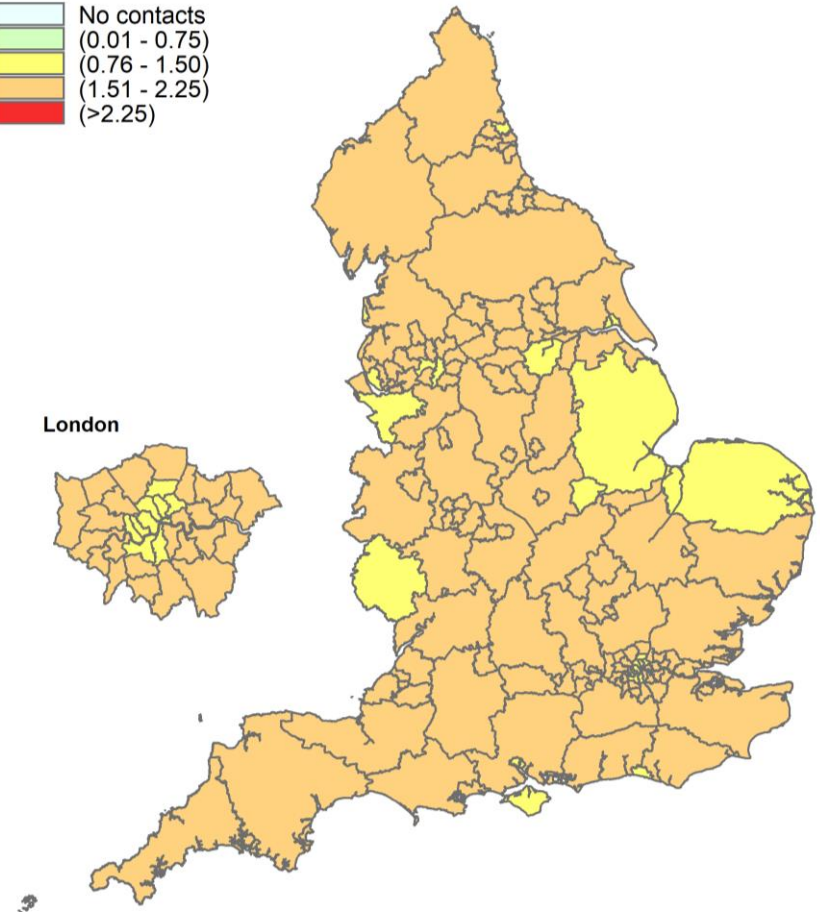 No contacts
(0.01 - 0.75)
(0.76 - 1.50)
(1.51 - 2.25)
(>2.25)
London